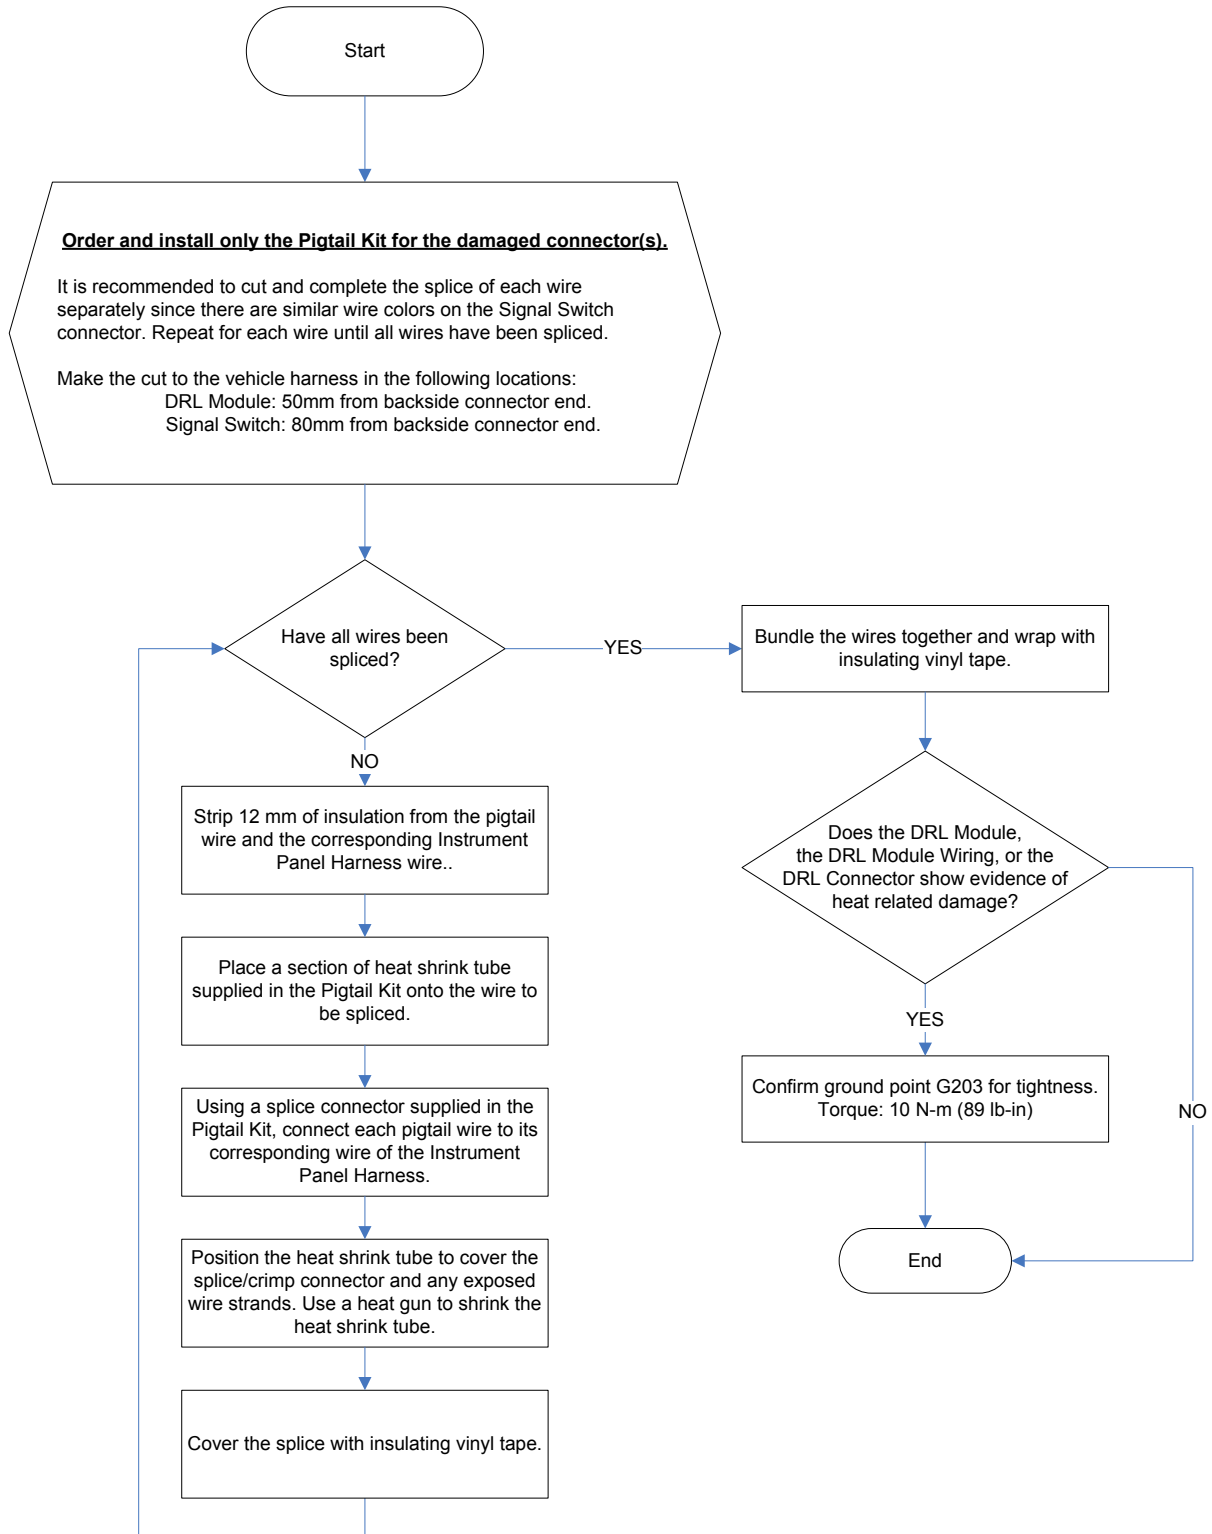 Start
Order and install only the Pigtail Kit for the damaged connector(s).
It is recommended to cut and complete the splice of each wire
separately since there are similar wire colors on the Signal Switch
connector. Repeat for each wire until all wires have been spliced.
Make the cut to the vehicle harness in the following locations:
DRL Module: 50mm from backside connector end.
Signal Switch: 80mm from backside connector end.
Have all wires been
spliced?
YES
Bundle the wires together and wrap with
insulating vinyl tape.
NO
Strip 12 mm of insulation from the pigtail
wire and the corresponding Instrument
Panel Harness wire..
Place a section of heat shrink tube
supplied in the Pigtail Kit onto the wire to
be spliced.
Using a splice connector supplied in the
Pigtail Kit, connect each pigtail wire to its
corresponding wire of the Instrument
Panel Harness.
Position the heat shrink tube to cover the
splice/crimp connector and any exposed
wire strands. Use a heat gun to shrink the
heat shrink tube.
Cover the splice with insulating vinyl tape.
Does the DRL Module,
the DRL Module Wiring, or the
DRL Connector show evidence of
heat related damage?
YES
Confirm ground point G203 for tightness.
Torque: 10 N-m (89 lb-in)
NO
End